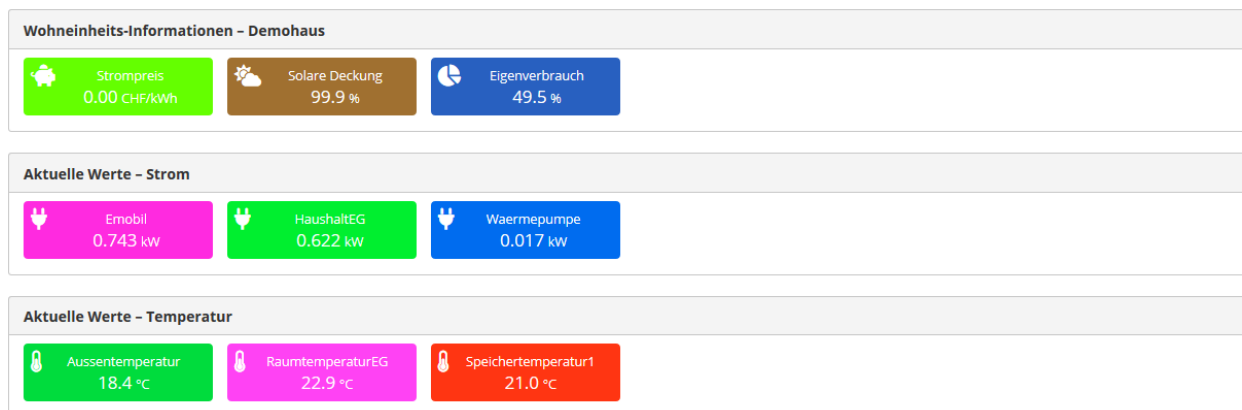 Wohneinheits-Informationen – Demohaus
Strompreis
0.00 CHF/kWh
Solare Deckung
99.9 %
Eigenverbrauch
49.5 %
Aktuelle Werte – Strom
Emobil
0.743 kW
HaushaltEG
0.622 kW
Waermepumpe
0.017 kW
Aktuelle Werte – Temperatur
Aussentemperatur
18.4 °C
RaumtemperaturEG
22.9 °C
Speichertemperatur1
21.0 °C